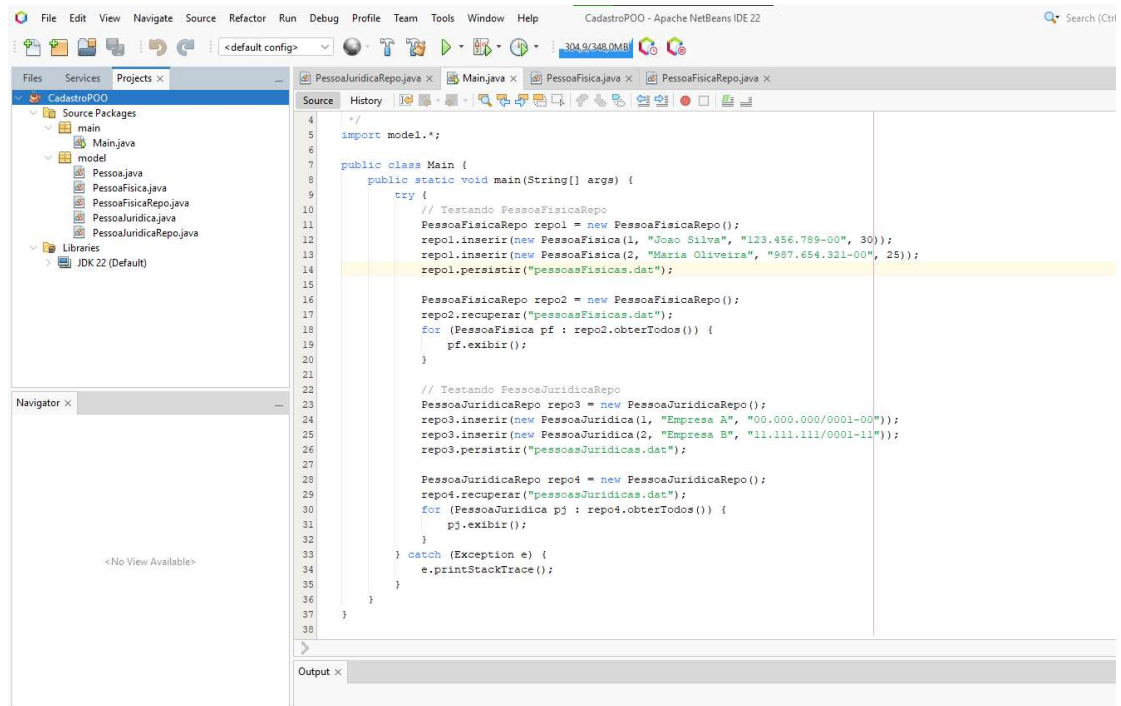 File Edit View Navigate Source Refactor Run Debug Profile Team Tools Window Help CadastroPOO - Apache NetBeans IDE 22 Search (Ctrl
<default config> 304,9/348,0MB
Files Services Projects ×
PessoaJuridicaRepo.java × Main.java × PessoaFisica.java × PessoaFisicaRepo.java ×
CadastroPOO
Source Packages
main
Main.java
model
Pessoa.java
PessoaFisica.java
PessoaFisicaRepo.java
PessoaJuridica.java
PessoaJuridicaRepo.java
Libraries
JDK 22 (Default)
Navigator ×
<No View Available>
Source History
4 */
5 import model.*;
6
7 public class Main {
8 public static void main(String[] args) {
9 try {
10 // Testando PessoaFisicaRepo
11 PessoaFisicaRepo repo1 = new PessoaFisicaRepo();
12 repo1.inserir(new PessoaFisica(1, "Joao Silva", "123.456.789-00", 30));
13 repo1.inserir(new PessoaFisica(2, "Maria Oliveira", "987.654.321-00", 25));
14 repo1.persistir("pessoasFisicas.dat");
15
16 PessoaFisicaRepo repo2 = new PessoaFisicaRepo();
17 repo2.recuperar("pessoasFisicas.dat");
18 for (PessoaFisica pf : repo2.obterTodos()) {
19 pf.exibir();
20 }
21
22 // Testando PessoaJuridicaRepo
23 PessoaJuridicaRepo repo3 = new PessoaJuridicaRepo();
24 repo3.inserir(new PessoaJuridica(1, "Empresa A", "00.000.000/0001-00"));
25 repo3.inserir(new PessoaJuridica(2, "Empresa B", "11.111.111/0001-11"));
26 repo3.persistir("pessoasJuridicas.dat");
27
28 PessoaJuridicaRepo repo4 = new PessoaJuridicaRepo();
29 repo4.recuperar("pessoasJuridicas.dat");
30 for (PessoaJuridica pj : repo4.obterTodos()) {
31 pj.exibir();
32 }
33 } catch (Exception e) {
34 e.printStackTrace();
35 }
36 }
37 }
38
Output ×